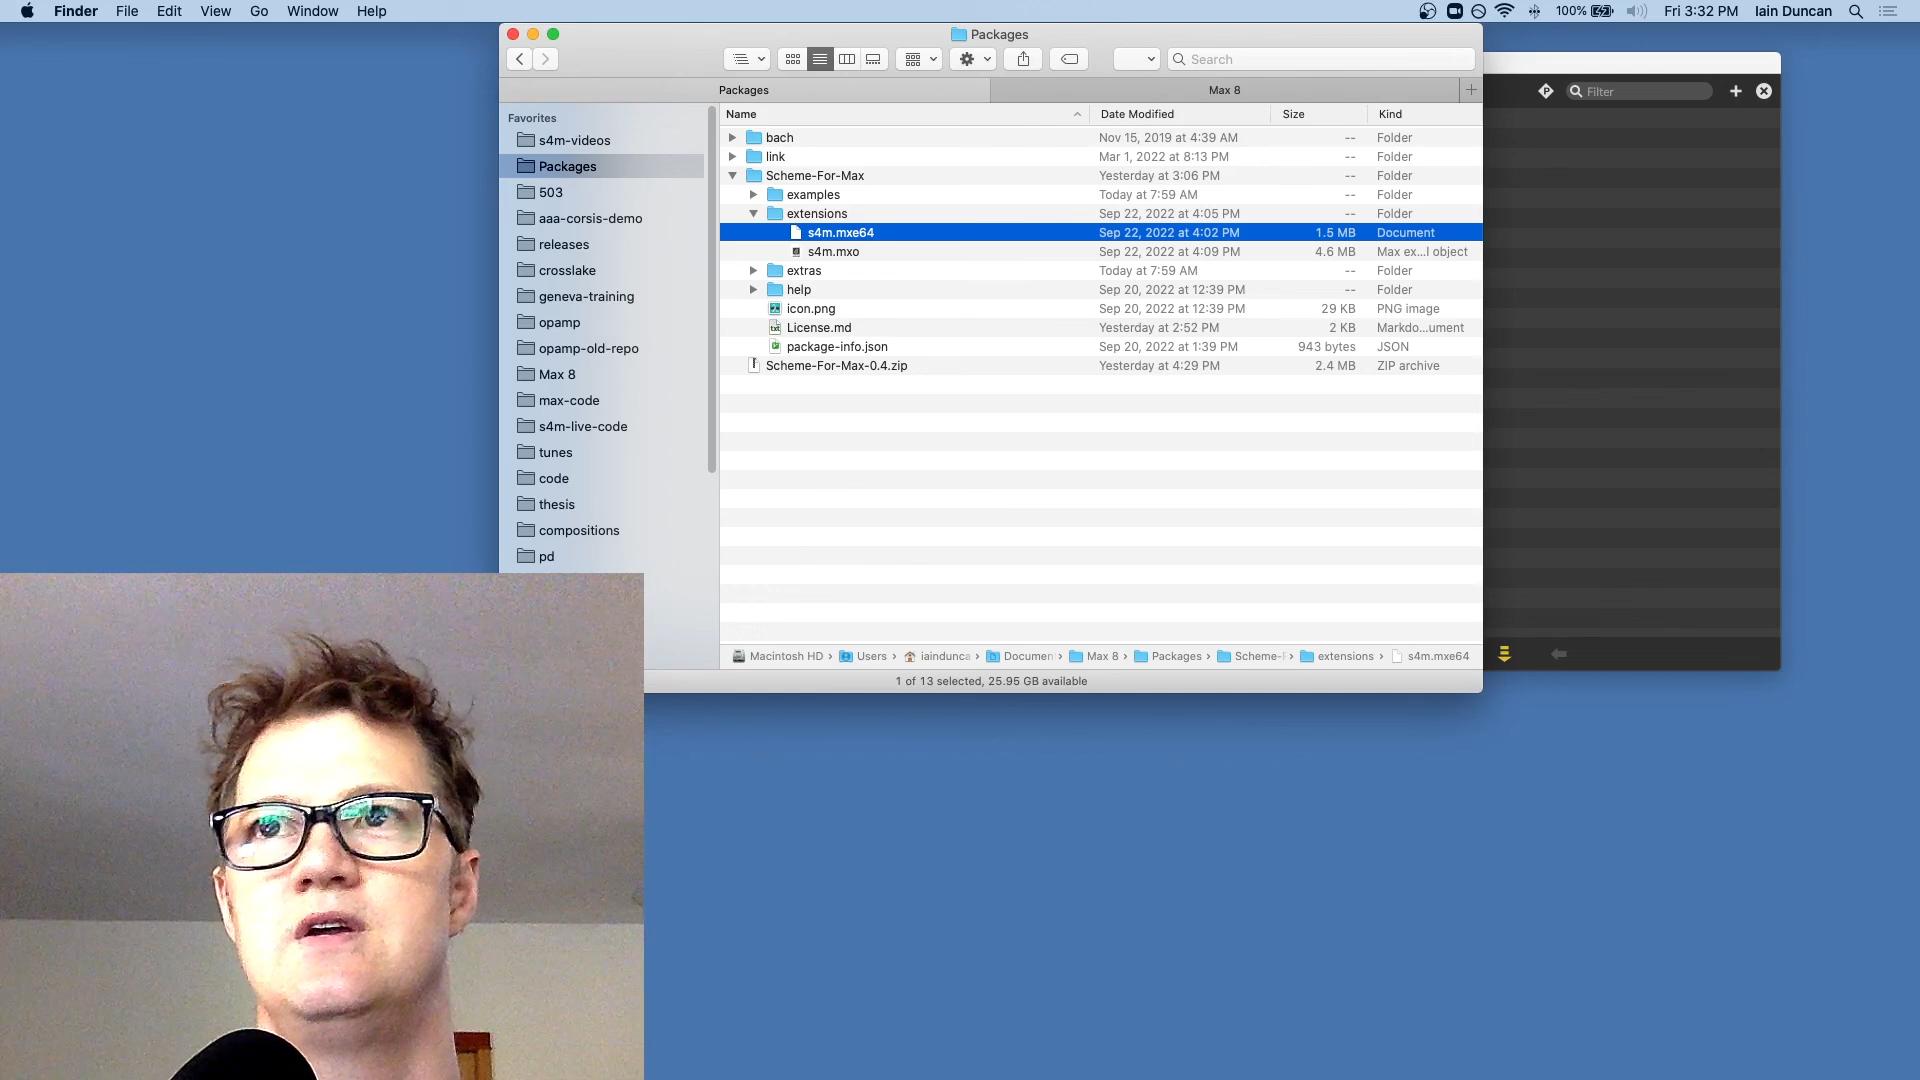 Finder File Edit View Go Window Help 100% Fri 3:32 PM Iain Duncan
Packages
Search
Packages Max 8
Filter
Favorites
s4m-videos
Packages
503
aaa-corsis-demo
releases
crosslake
geneva-training
opamp
opamp-old-repo
Max 8
max-code
s4m-live-code
tunes
code
thesis
compositions
pd
Name Date Modified Size Kind
bach Nov 15, 2019 at 4:39 AM -- Folder
link Mar 1, 2022 at 8:13 PM -- Folder
Scheme-For-Max Yesterday at 3:06 PM -- Folder
examples Today at 7:59 AM -- Folder
extensions Sep 22, 2022 at 4:05 PM -- Folder
s4m.mxe64 Sep 22, 2022 at 4:02 PM 1.5 MB Document
s4m.mxo Sep 22, 2022 at 4:09 PM 4.6 MB Max ex...l object
extras Today at 7:59 AM -- Folder
help Sep 20, 2022 at 12:39 PM -- Folder
icon.png Sep 20, 2022 at 12:39 PM 29 KB PNG image
License.md Yesterday at 2:52 PM 2 KB Markdo...ument
package-info.json Sep 20, 2022 at 1:39 PM 943 bytes JSON
Scheme-For-Max-0.4.zip Yesterday at 4:29 PM 2.4 MB ZIP archive
Macintosh HD › Users › iaindunca › Documen › Max 8 › Packages › Scheme-F › extensions › s4m.mxe64
1 of 13 selected, 25.95 GB available